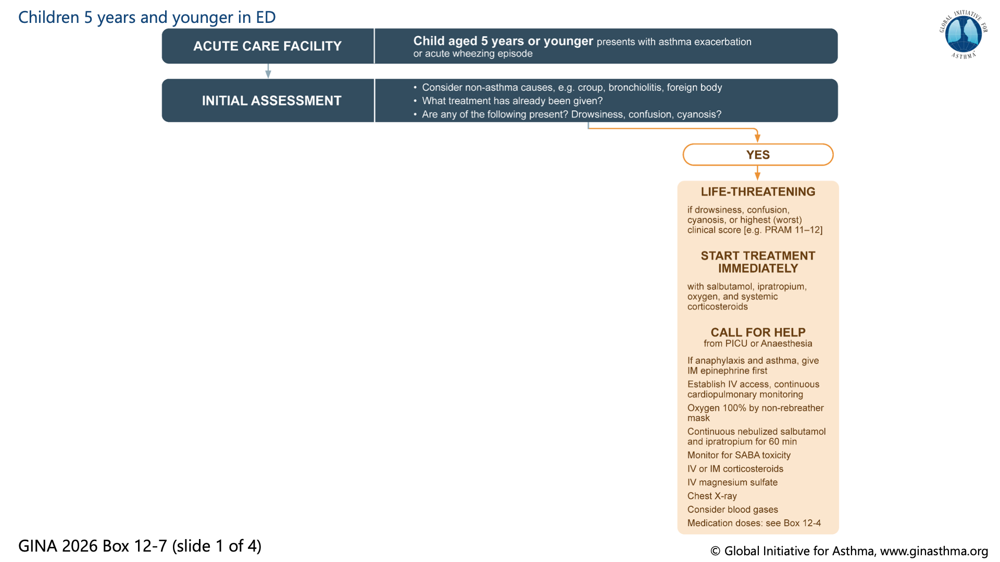 Children 5 years and younger in ED
GLOBAL INITIATIVE FOR
ASTHMA
ACUTE CARE FACILITY
Child aged 5 years or younger presents with asthma exacerbation
or acute wheezing episode
INITIAL ASSESSMENT
• Consider non-asthma causes, e.g. croup, bronchiolitis, foreign body
• What treatment has already been given?
• Are any of the following present? Drowsiness, confusion, cyanosis?
YES
LIFE-THREATENING
if drowsiness, confusion,
cyanosis, or highest (worst)
clinical score [e.g. PRAM 11–12]
START TREATMENT
IMMEDIATELY
with salbutamol, ipratropium,
oxygen, and systemic
corticosteroids
CALL FOR HELP
from PICU or Anaesthesia
If anaphylaxis and asthma, give
IM epinephrine first
Establish IV access, continuous
cardiopulmonary monitoring
Oxygen 100% by non-rebreather
mask
Continuous nebulized salbutamol
and ipratropium for 60 min
Monitor for SABA toxicity
IV or IM corticosteroids
IV magnesium sulfate
Chest X-ray
Consider blood gases
Medication doses: see Box 12-4
GINA 2026 Box 12-7 (slide 1 of 4)
© Global Initiative for Asthma, www.ginasthma.org